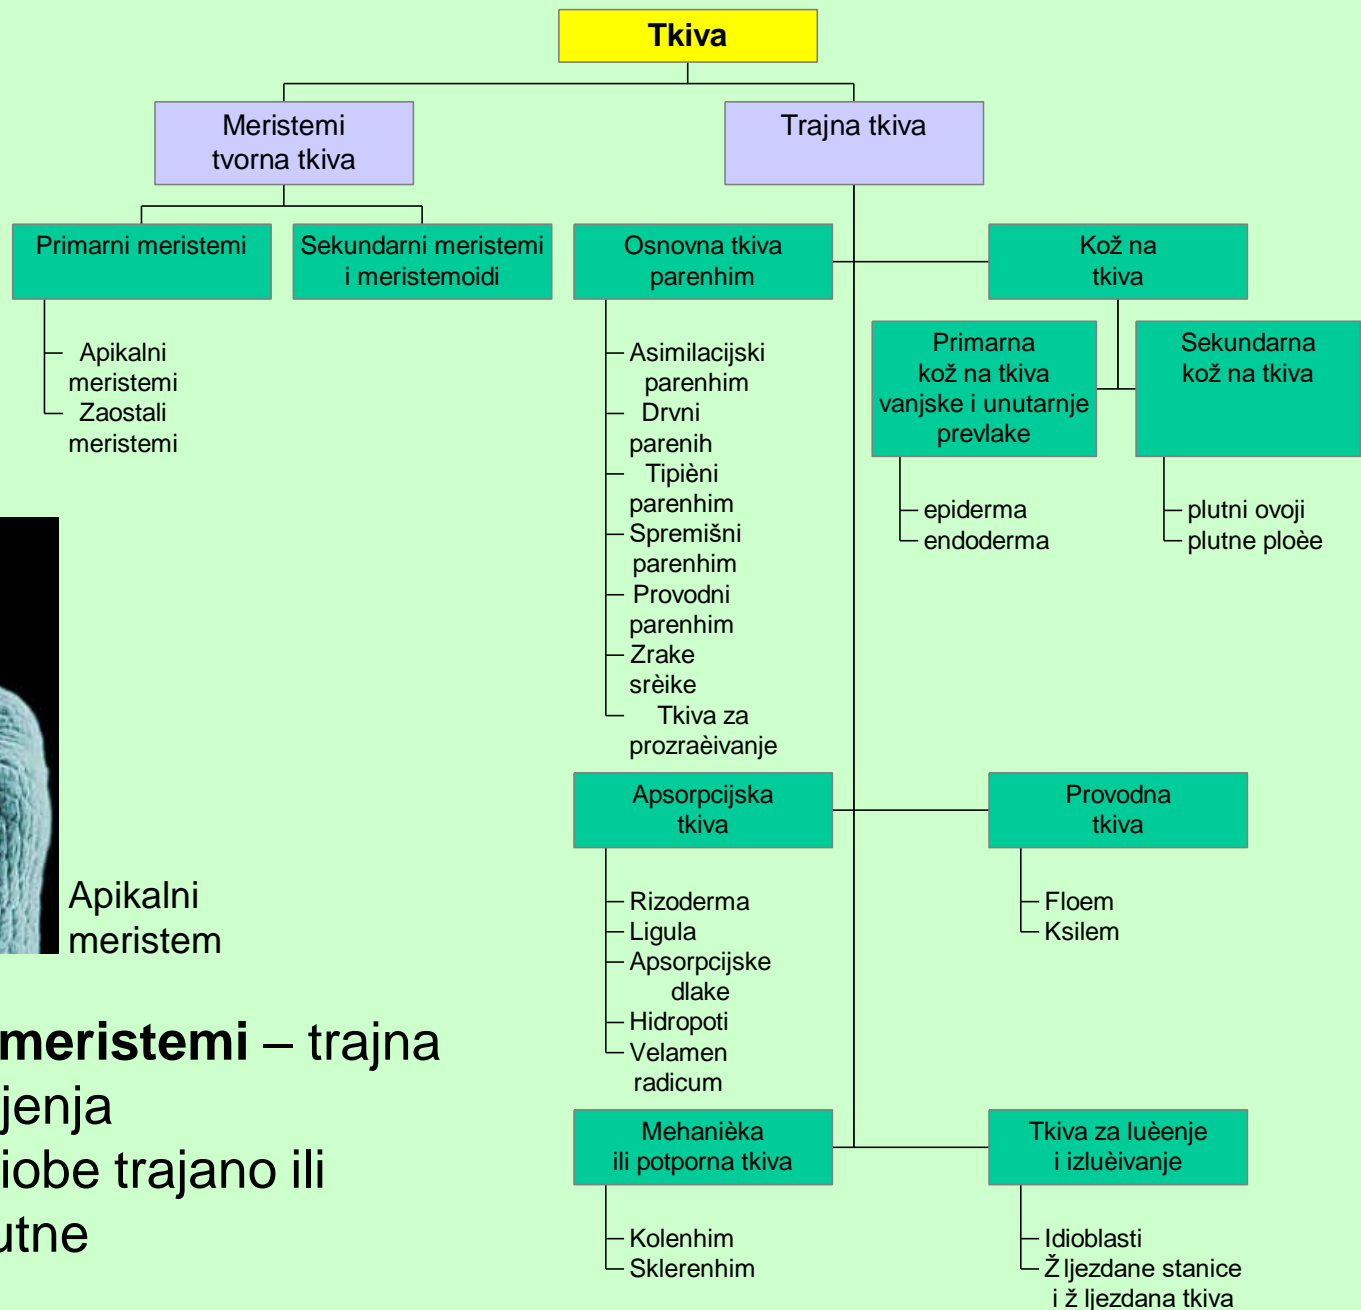 Tkiva
Meristemi
tvorna tkiva
Trajna tkiva
Primarni meristemi
Sekundarni meristemi
i meristemoidi
Osnovna tkiva
parenhim
Kož na
tkiva
Apikalni
meristemi
Zaostali
meristemi
Asimilacijski
parenhim
Drvni
parenih
Tipièni
parenhim
Spremišni
parenhim
Provodni
parenhim
Zrake
srèike
Tkiva za
prozraèivanje
Primarna
kož na tkiva
vanjske i unutarnje
prevlake
Sekundarna
kož na tkiva
epiderma
endoderma
plutni ovoji
plutne ploèe
Apsorpcijska
tkiva
Provodna
tkiva
Rizoderma
Ligula
Apsorpcijske
dlake
Hidropoti
Velamen
radicum
Floem
Ksilem
Mehanièka
ili potporna tkiva
Tkiva za luèenje
i izluèivanje
Kolenhim
Sklerenhim
Idioblasti
Ž ljezdane stanice
i ž ljezdana tkiva
Apikalni
meristem
meristemi – trajna
jenja
iobe trajano ili
utne